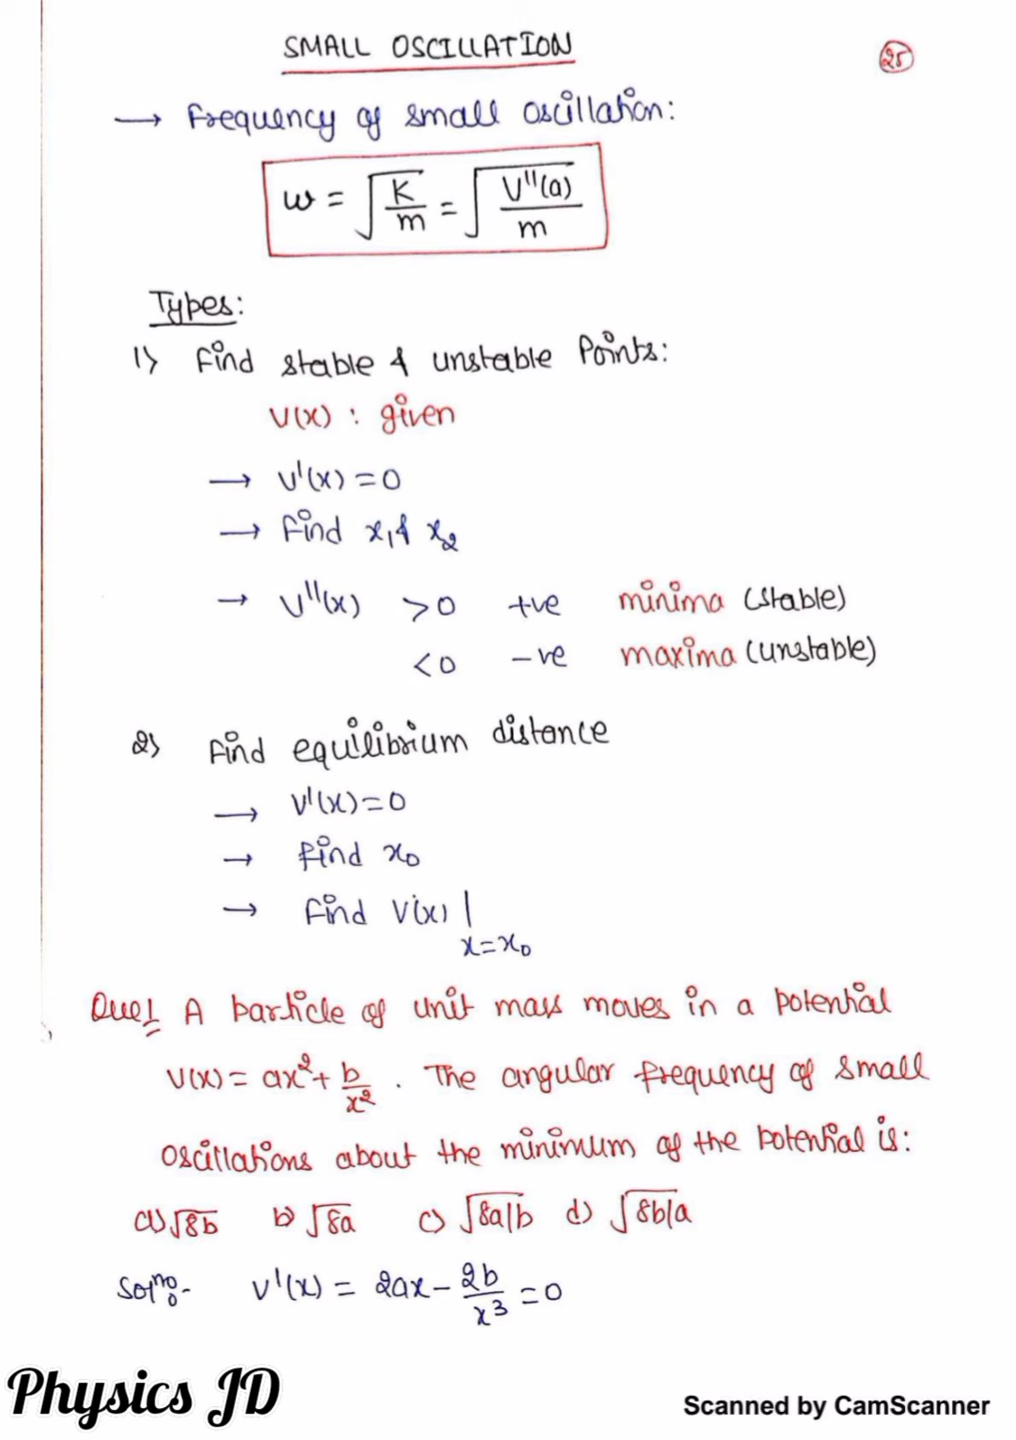 SMALL OSCILLATION
25
→ Frequency of small oscillation:
ω = √(K/m) = √(V''(a)/m)
Types:
1) Find stable & unstable Points:
V(x) : given
→ V'(x) = 0
→ Find x₁ & x₂
→ V''(x) >0 +ve minima (stable)
<0 -ve maxima (unstable)
2) Find equilibrium distance
→ V'(x) = 0
→ Find x₀
→ Find V(x) |x=x₀
Que1 A particle of unit mass moves in a potential
V(x) = ax² + b/x² . The angular frequency of small
oscillations about the minimum of the potential is:
a) √8b b) √8a c) √8a/b d) √8b/a
Solⁿo:- V'(x) = 2ax - 2b/x³ = 0
Physics JD
Scanned by CamScanner